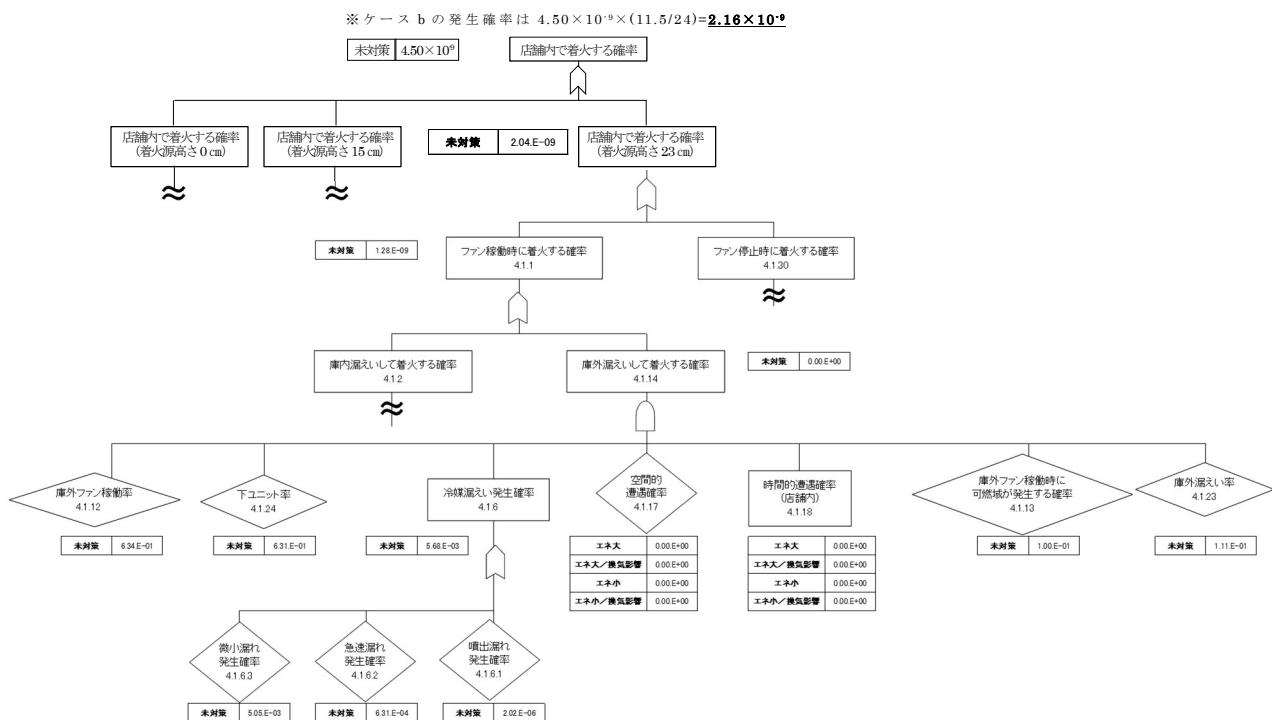 ※ケース b の発生確率は 4.50×10⁻⁹×(11.5/24)=2.16×10⁻⁹
未対策 4.50×10⁹
店舗内で着火する確率
店舗内で着火する確率
(着火源高さ 0 cm)
店舗内で着火する確率
(着火源高さ 15 cm)
未対策 2.04.E-09
店舗内で着火する確率
(着火源高さ 23 cm)
未対策 1.28.E-09
ファン稼働時に着火する確率
4.1.1
ファン停止時に着火する確率
4.1.30
庫内漏えいして着火する確率
4.1.2
庫外漏えいして着火する確率
4.1.14
未対策 0.00.E+00
庫外ファン稼働率
4.1.12
未対策 6.34.E-01
下ユニット率
4.1.24
未対策 6.31.E-01
冷媒漏えい発生確率
4.1.6
未対策 5.68.E-03
空間的
遭遇確率
4.1.17
エネ大 0.00.E+00
エネ大／換気影響 0.00.E+00
エネ小 0.00.E+00
エネ小／換気影響 0.00.E+00
時間的遭遇確率
(店舗内)
4.1.18
エネ大 0.00.E+00
エネ大／換気影響 0.00.E+00
エネ小 0.00.E+00
エネ小／換気影響 0.00.E+00
庫外ファン稼働時に
可燃域が発生する確率
4.1.13
未対策 1.00.E-01
庫外漏えい率
4.1.23
未対策 1.11.E-01
微小漏れ
発生確率
4.1.6.3
未対策 5.05.E-03
急速漏れ
発生確率
4.1.6.2
未対策 6.31.E-04
噴出漏れ
発生確率
4.1.6.1
未対策 2.02.E-06